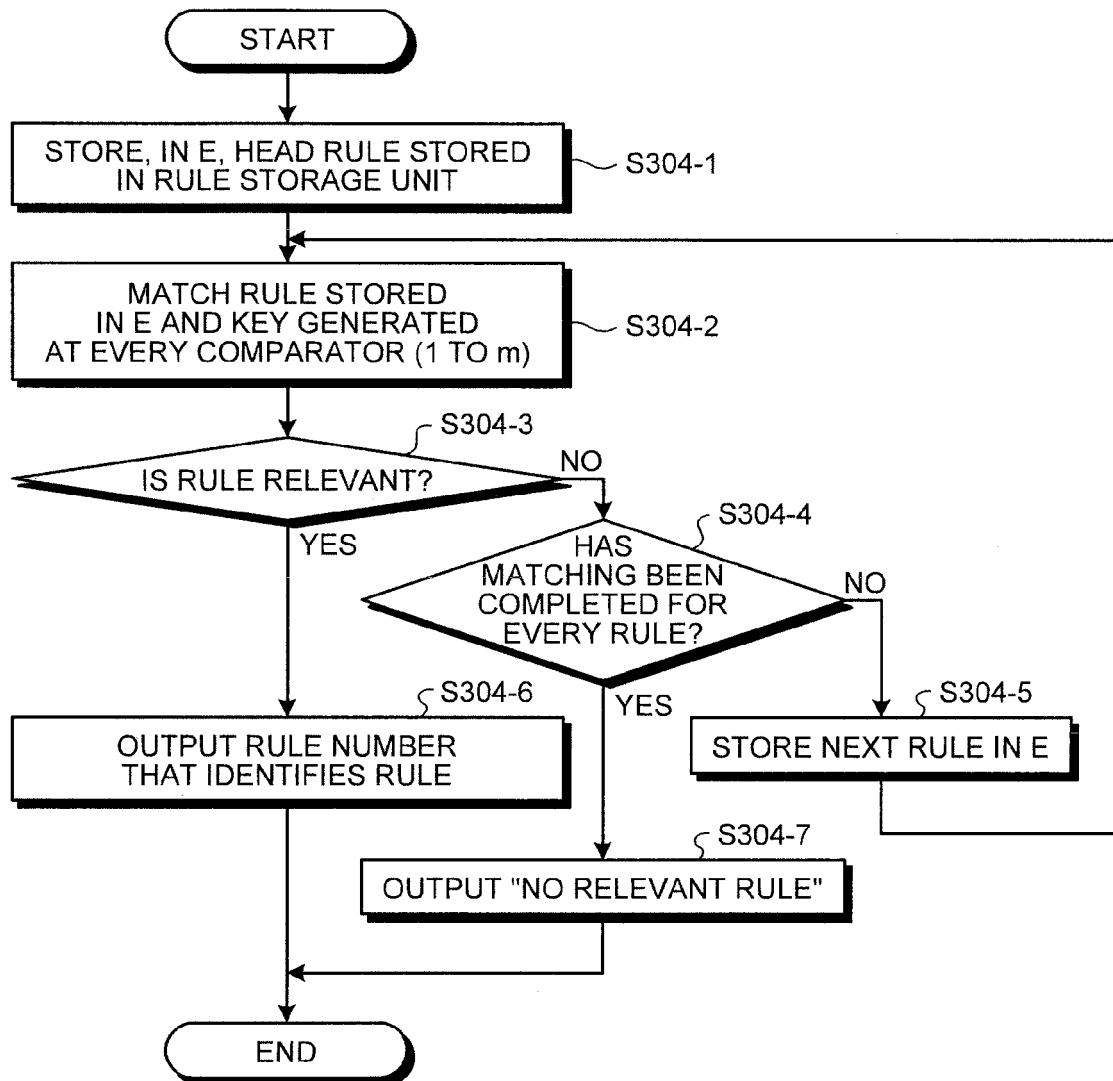 START
STORE, IN E, HEAD RULE STORED
IN RULE STORAGE UNIT
S304-1
MATCH RULE STORED
IN E AND KEY GENERATED
AT EVERY COMPARATOR (1 TO m)
S304-2
S304-3
IS RULE RELEVANT?
NO
YES
S304-4
HAS
MATCHING BEEN
COMPLETED FOR
EVERY RULE?
NO
YES
S304-6
OUTPUT RULE NUMBER
THAT IDENTIFIES RULE
S304-5
STORE NEXT RULE IN E
S304-7
OUTPUT "NO RELEVANT RULE"
END